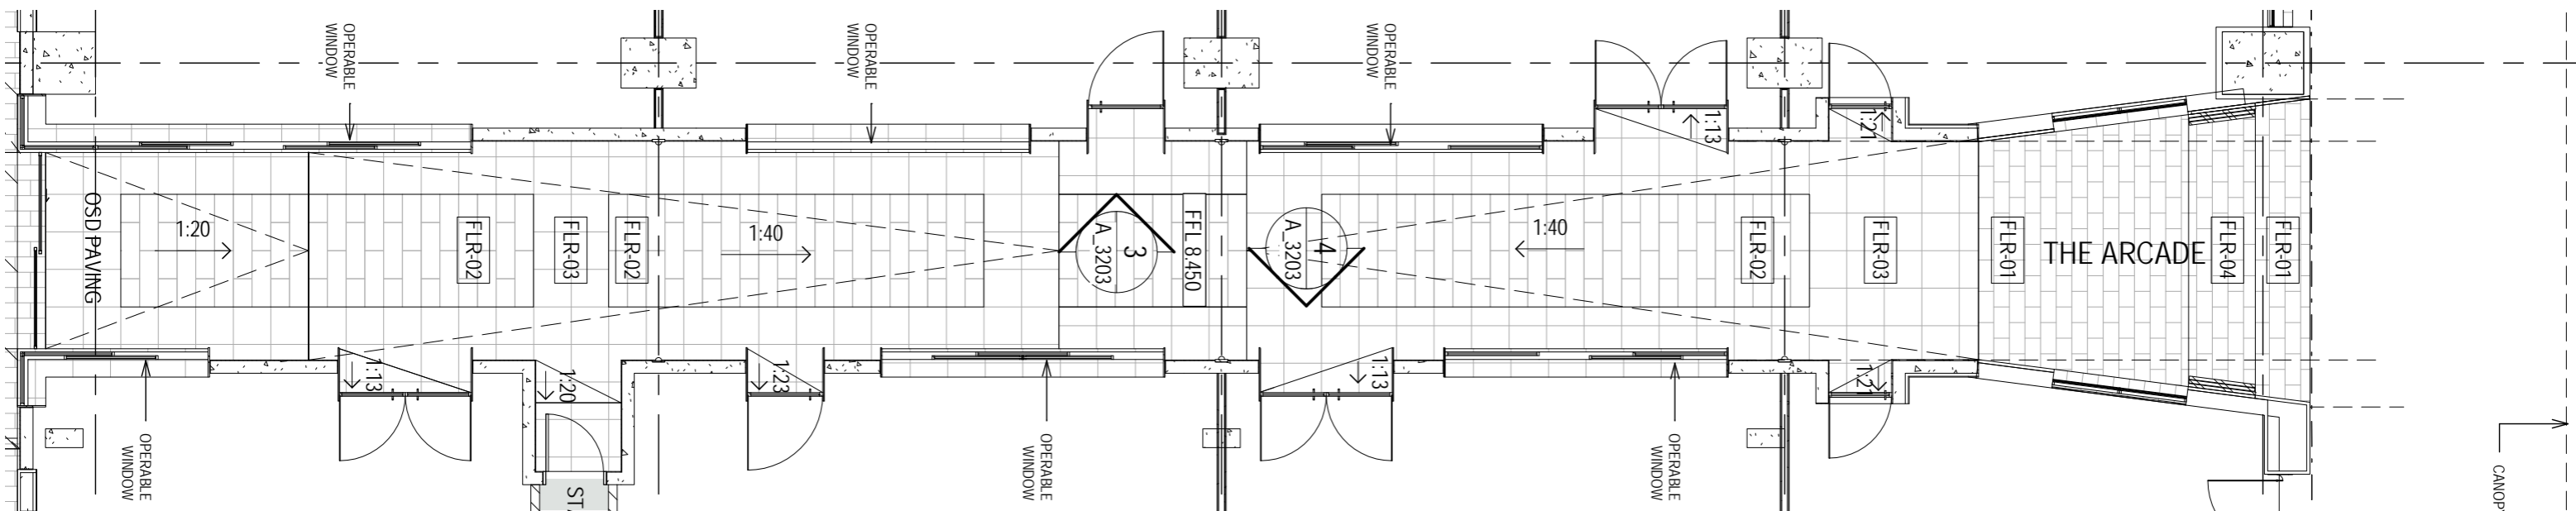 OPERABLE
WINDOW
OPERABLE
WINDOW
OPERABLE
WINDOW
1:13
1:21
OSD PAVING
1:20
FLR-02
FLR-03
FLR-02
1:40
3
A_3203
FFL 8.450
4
A_3203
1:40
FLR-02
FLR-03
FLR-01
THE ARCADE
FLR-04
FLR-01
1:13
1:20
1:23
1:13
1:21
OPERABLE
WINDOW
OPERABLE
WINDOW
OPERABLE
WINDOW